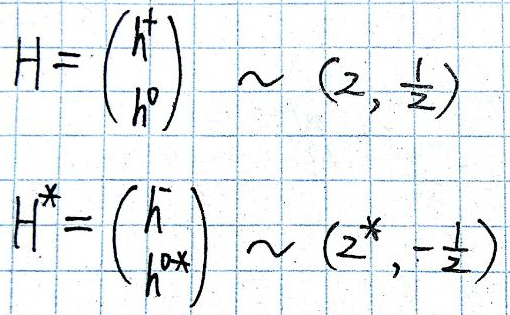 H = (h⁺ h⁰) ~ (2, 1/2)
H* = (h⁻ h⁰*) ~ (2*, -1/2)